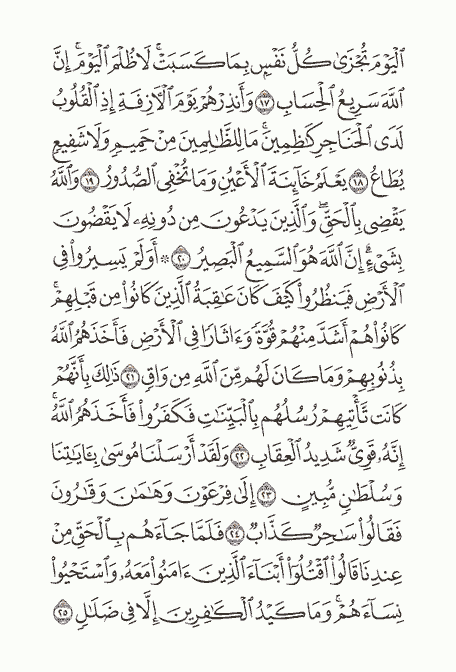 ٱلْيَوْمَ تُجْزَىٰ كُلُّ نَفْسٍۭ بِمَا كَسَبَتْ ۚ لَا ظُلْمَ ٱلْيَوْمَ ۚ إِنَّ
ٱللَّهَ سَرِيعُ ٱلْحِسَابِ ۝١٧ وَأَنذِرْهُمْ يَوْمَ ٱلْـَٔازِفَةِ إِذِ ٱلْقُلُوبُ
لَدَى ٱلْحَنَاجِرِ كَـٰظِمِينَ ۚ مَا لِلظَّـٰلِمِينَ مِنْ حَمِيمٍ وَلَا شَفِيعٍ
يُطَاعُ ۝١٨ يَعْلَمُ خَآئِنَةَ ٱلْأَعْيُنِ وَمَا تُخْفِى ٱلصُّدُورُ ۝١٩ وَٱللَّهُ
يَقْضِى بِٱلْحَقِّ ۖ وَٱلَّذِينَ يَدْعُونَ مِن دُونِهِۦ لَا يَقْضُونَ
بِشَىْءٍ ۗ إِنَّ ٱللَّهَ هُوَ ٱلسَّمِيعُ ٱلْبَصِيرُ ۝٢٠ ۞ أَوَلَمْ يَسِيرُوا۟ فِى
ٱلْأَرْضِ فَيَنظُرُوا۟ كَيْفَ كَانَ عَـٰقِبَةُ ٱلَّذِينَ كَانُوا۟ مِن قَبْلِهِمْ ۚ
كَانُوا۟ هُمْ أَشَدَّ مِنْهُمْ قُوَّةً وَءَاثَارًا فِى ٱلْأَرْضِ فَأَخَذَهُمُ ٱللَّهُ
بِذُنُوبِهِمْ وَمَا كَانَ لَهُم مِّنَ ٱللَّهِ مِن وَاقٍ ۝٢١ ذَٰلِكَ بِأَنَّهُمْ
كَانَت تَّأْتِيهِمْ رُسُلُهُم بِٱلْبَيِّنَـٰتِ فَكَفَرُوا۟ فَأَخَذَهُمُ ٱللَّهُ ۚ
إِنَّهُۥ قَوِىٌّ شَدِيدُ ٱلْعِقَابِ ۝٢٢ وَلَقَدْ أَرْسَلْنَا مُوسَىٰ بِـَٔايَـٰتِنَا
وَسُلْطَـٰنٍ مُّبِينٍ ۝٢٣ إِلَىٰ فِرْعَوْنَ وَهَـٰمَـٰنَ وَقَـٰرُونَ
فَقَالُوا۟ سَـٰحِرٌ كَذَّابٌ ۝٢٤ فَلَمَّا جَآءَهُم بِٱلْحَقِّ مِنْ
عِندِنَا قَالُوا۟ ٱقْتُلُوٓا۟ أَبْنَآءَ ٱلَّذِينَ ءَامَنُوا۟ مَعَهُۥ وَٱسْتَحْيُوا۟
نِسَآءَهُمْ ۚ وَمَا كَيْدُ ٱلْكَـٰفِرِينَ إِلَّا فِى ضَلَـٰلٍ ۝٢٥